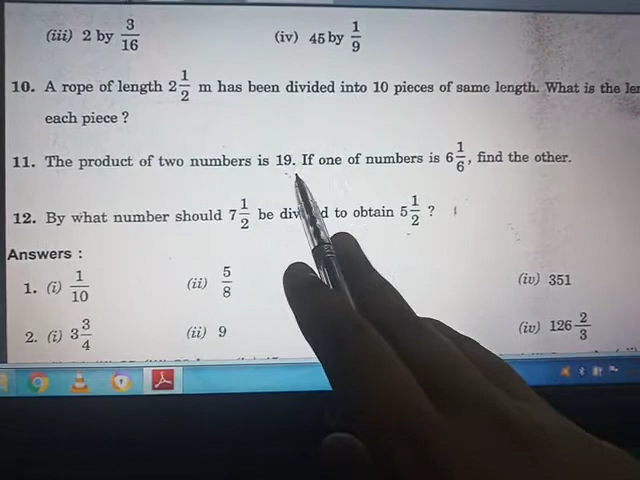 (iii) 2 by 3/16 (iv) 45 by 1/9
10. A rope of length 2 1/2 m has been divided into 10 pieces of same length. What is the
each piece ?
11. The product of two numbers is 19. If one of numbers is 6 1/6, find the other.
12. By what number should 7 1/2 be to obtain 5 1/2 ?
Answers :
1. (i) 1/10 (ii) 5/8 (iv) 351
2. (i) 3 3/4 (ii) 9 (iv) 126 2/3